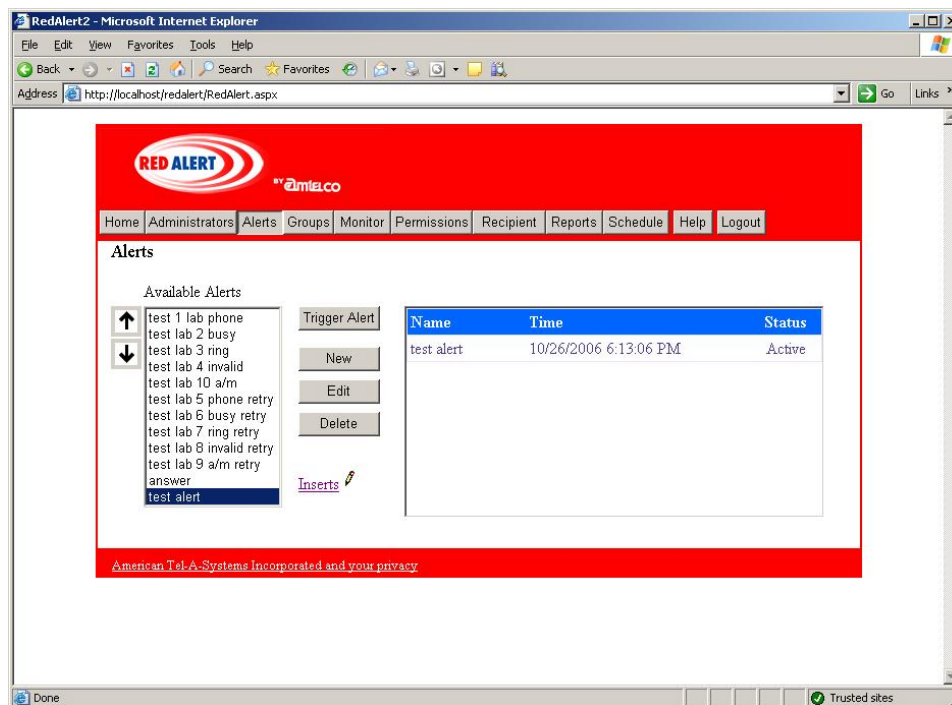 RedAlert2 - Microsoft Internet Explorer
File Edit View Favorites Tools Help
Back Search Favorites
Address http://localhost/redalert/RedAlert.aspx Go Links
RED ALERT
BY amtelco
Home Administrators Alerts Groups Monitor Permissions Recipient Reports Schedule Help Logout
Alerts
Available Alerts
test 1 lab phone
test lab 2 busy
test lab 3 ring
test lab 4 invalid
test lab 10 a/m
test lab 5 phone retry
test lab 6 busy retry
test lab 7 ring retry
test lab 8 invalid retry
test lab 9 a/m retry
answer
test alert
Trigger Alert
New
Edit
Delete
Inserts
Name Time Status
test alert 10/26/2006 6:13:06 PM Active
American Tel-A-Systems Incorporated and your privacy
Done Trusted sites